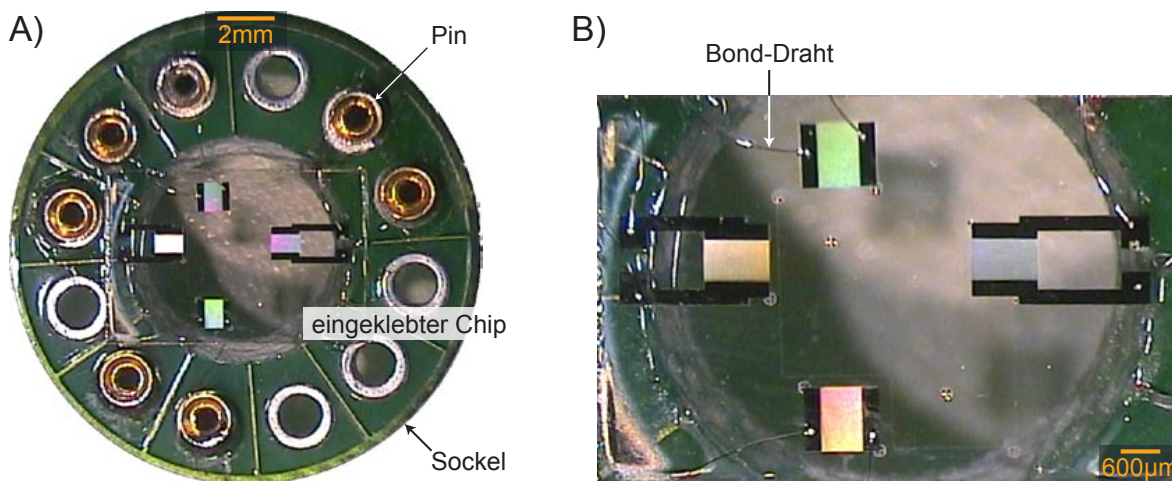 A)
2mm
Pin
eingeklebter Chip
Sockel
B)
Bond-Draht
600µm